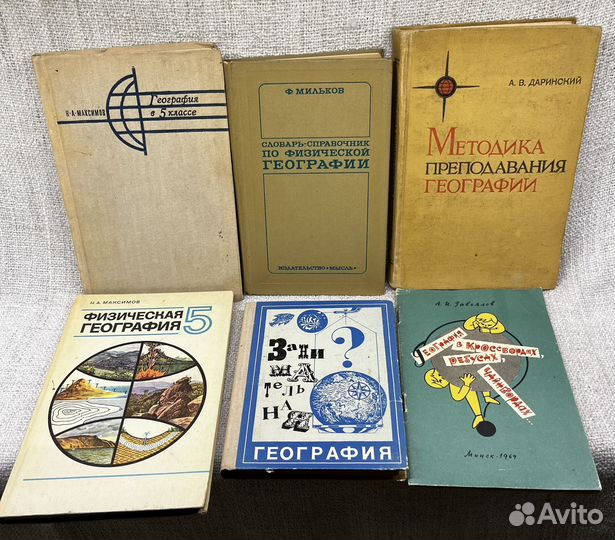 Н·А·МАКСИМОВ
География
в 5 классе
Ф МИЛЬКОВ
СЛОВАРЬ-СПРАВОЧНИК
ПО ФИЗИЧЕСКОЙ
ГЕОГРАФИИ
ИЗДАТЕЛЬСТВО «МЫСЛЬ»
А. В. ДАРИНСКИЙ
МЕТОДИКА
ПРЕПОДАВАНИЯ
ГЕОГРАФИИ
Н.А. МАКСИМОВ
ФИЗИЧЕСКАЯ
ГЕОГРАФИЯ 5
ЗАНИ
МА
ТЕЛЬ
НАЯ
?
ГЕОГРАФИЯ
ГЕОГРАФИЯ
В КРОССВОРДАХ,
РЕБУСАХ,
ЧАЙНВОРДАХ...
Минск-1969
Avito